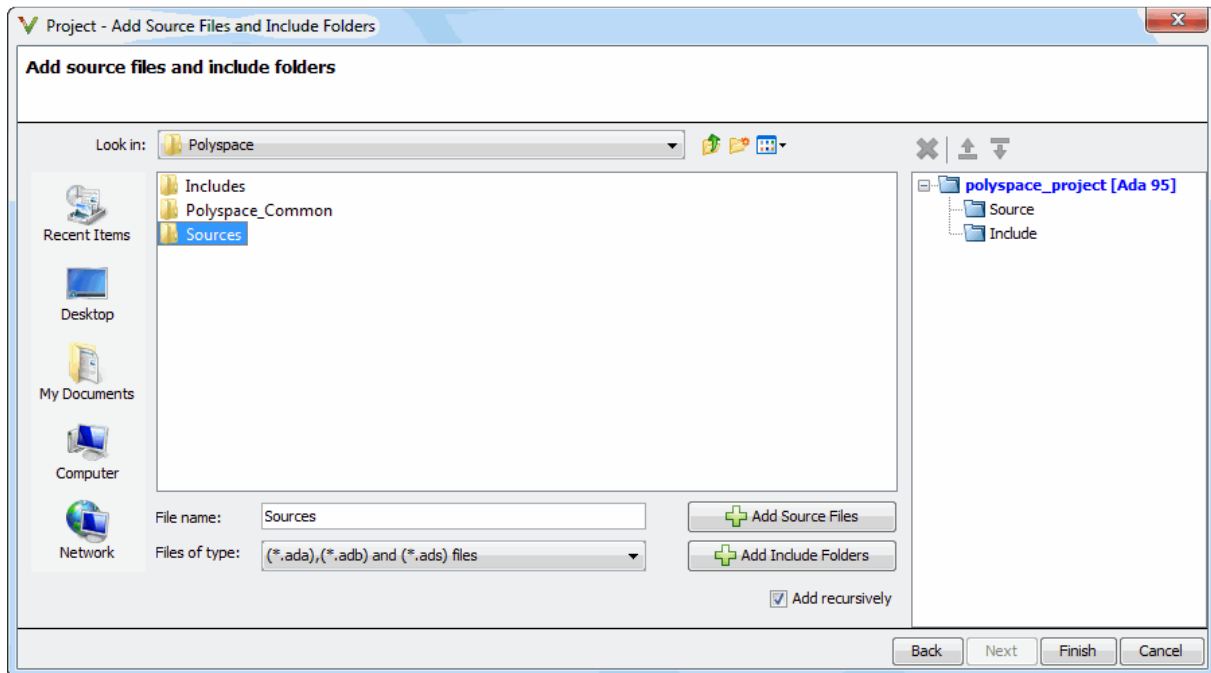 Project - Add Source Files and Include Folders
Add source files and include folders
Look in:
Polyspace
Recent Items
Desktop
My Documents
Computer
Network
Includes
Polyspace_Common
Sources
File name:
Sources
Files of type:
(*.ada),(*.adb) and (*.ads) files
Add Source Files
Add Include Folders
Add recursively
polyspace_project [Ada 95]
Source
Include
Back
Next
Finish
Cancel